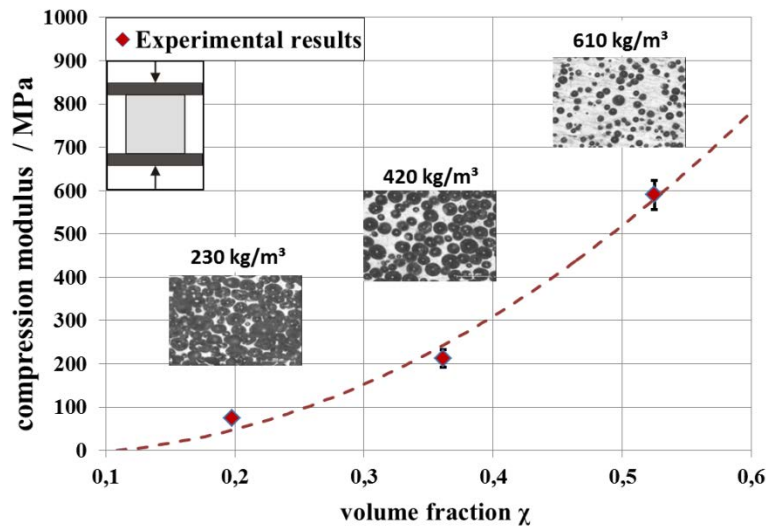 1000
900
800
700
600
500
400
300
200
100
0
compression modulus / MPa
Experimental results
610 kg/m³
420 kg/m³
230 kg/m³
0,1 0,2 0,3 0,4 0,5 0,6
volume fraction χ